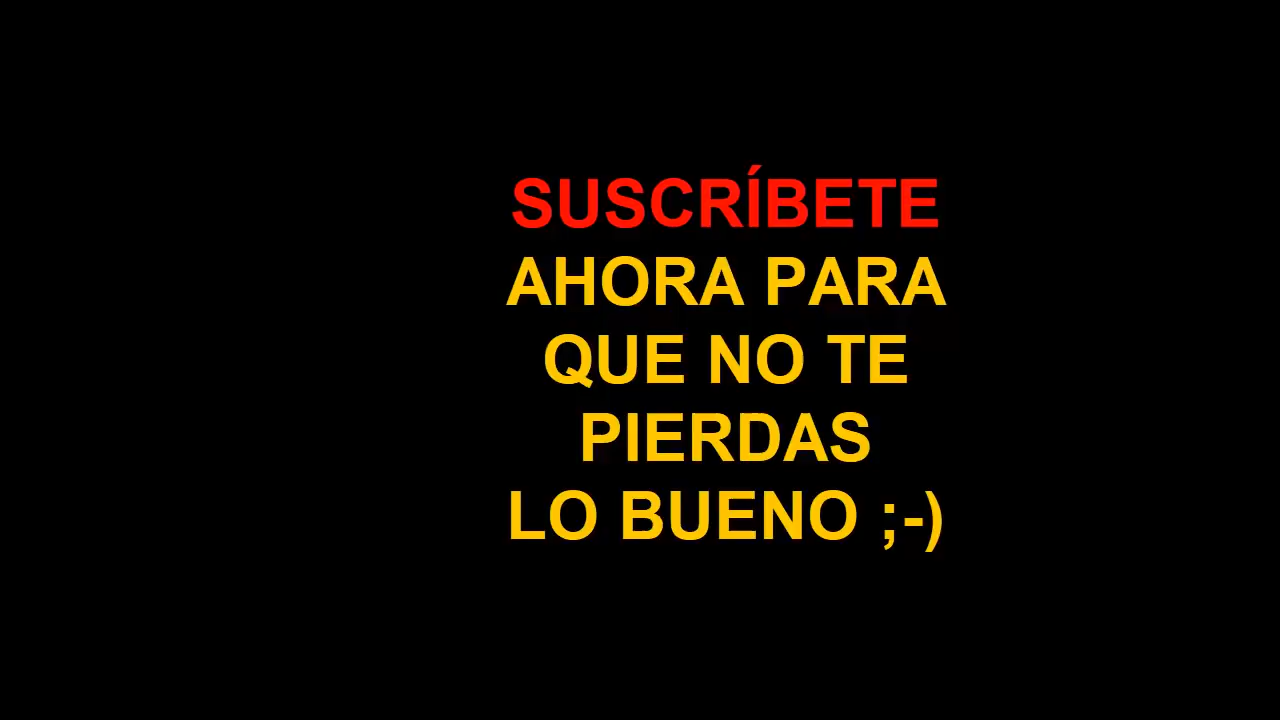 SUSCRÍBETE
AHORA PARA
QUE NO TE
PIERDAS
LO BUENO ;-)